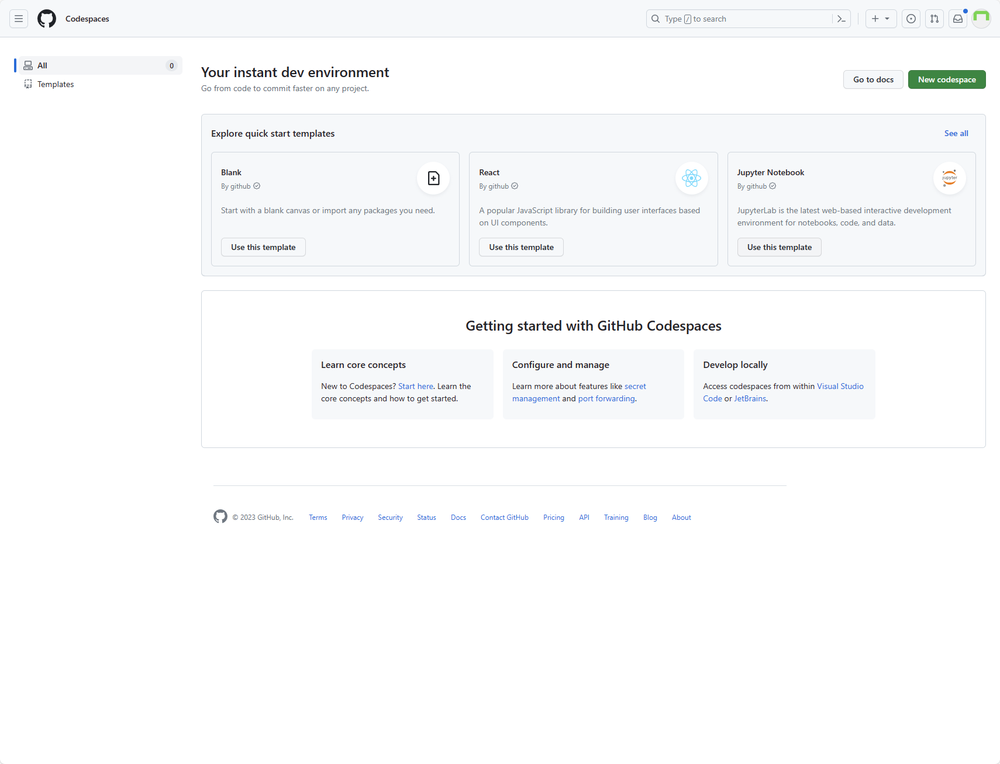 Codespaces
Type / to search
All 0
Templates
Your instant dev environment
Go from code to commit faster on any project.
Go to docs
New codespace
Explore quick start templates
See all
Blank
By github
Start with a blank canvas or import any packages you need.
Use this template
React
By github
A popular JavaScript library for building user interfaces based
on UI components.
Use this template
Jupyter Notebook
By github
jupyter
JupyterLab is the latest web-based interactive development
environment for notebooks, code, and data.
Use this template
Getting started with GitHub Codespaces
Learn core concepts
New to Codespaces? Start here. Learn the
core concepts and how to get started.
Configure and manage
Learn more about features like secret
management and port forwarding.
Develop locally
Access codespaces from within Visual Studio
Code or JetBrains.
© 2023 GitHub, Inc. Terms Privacy Security Status Docs Contact GitHub Pricing API Training Blog About